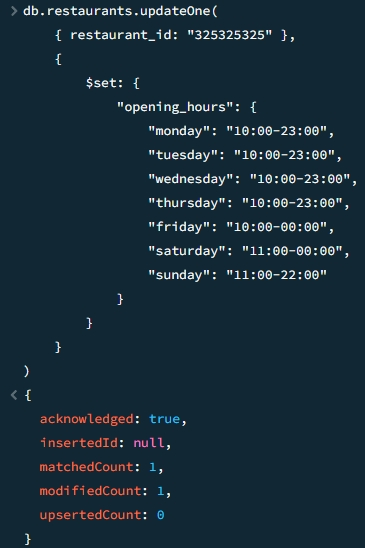 > db.restaurants.updateOne(
{ restaurant_id: "325325325" },
{
$set: {
"opening_hours": {
"monday": "10:00-23:00",
"tuesday": "10:00-23:00",
"wednesday": "10:00-23:00",
"thursday": "10:00-23:00",
"friday": "10:00-00:00",
"saturday": "11:00-00:00",
"sunday": "11:00-22:00"
}
}
}
)
< {
acknowledged: true,
insertedId: null,
matchedCount: 1,
modifiedCount: 1,
upsertedCount: 0
}